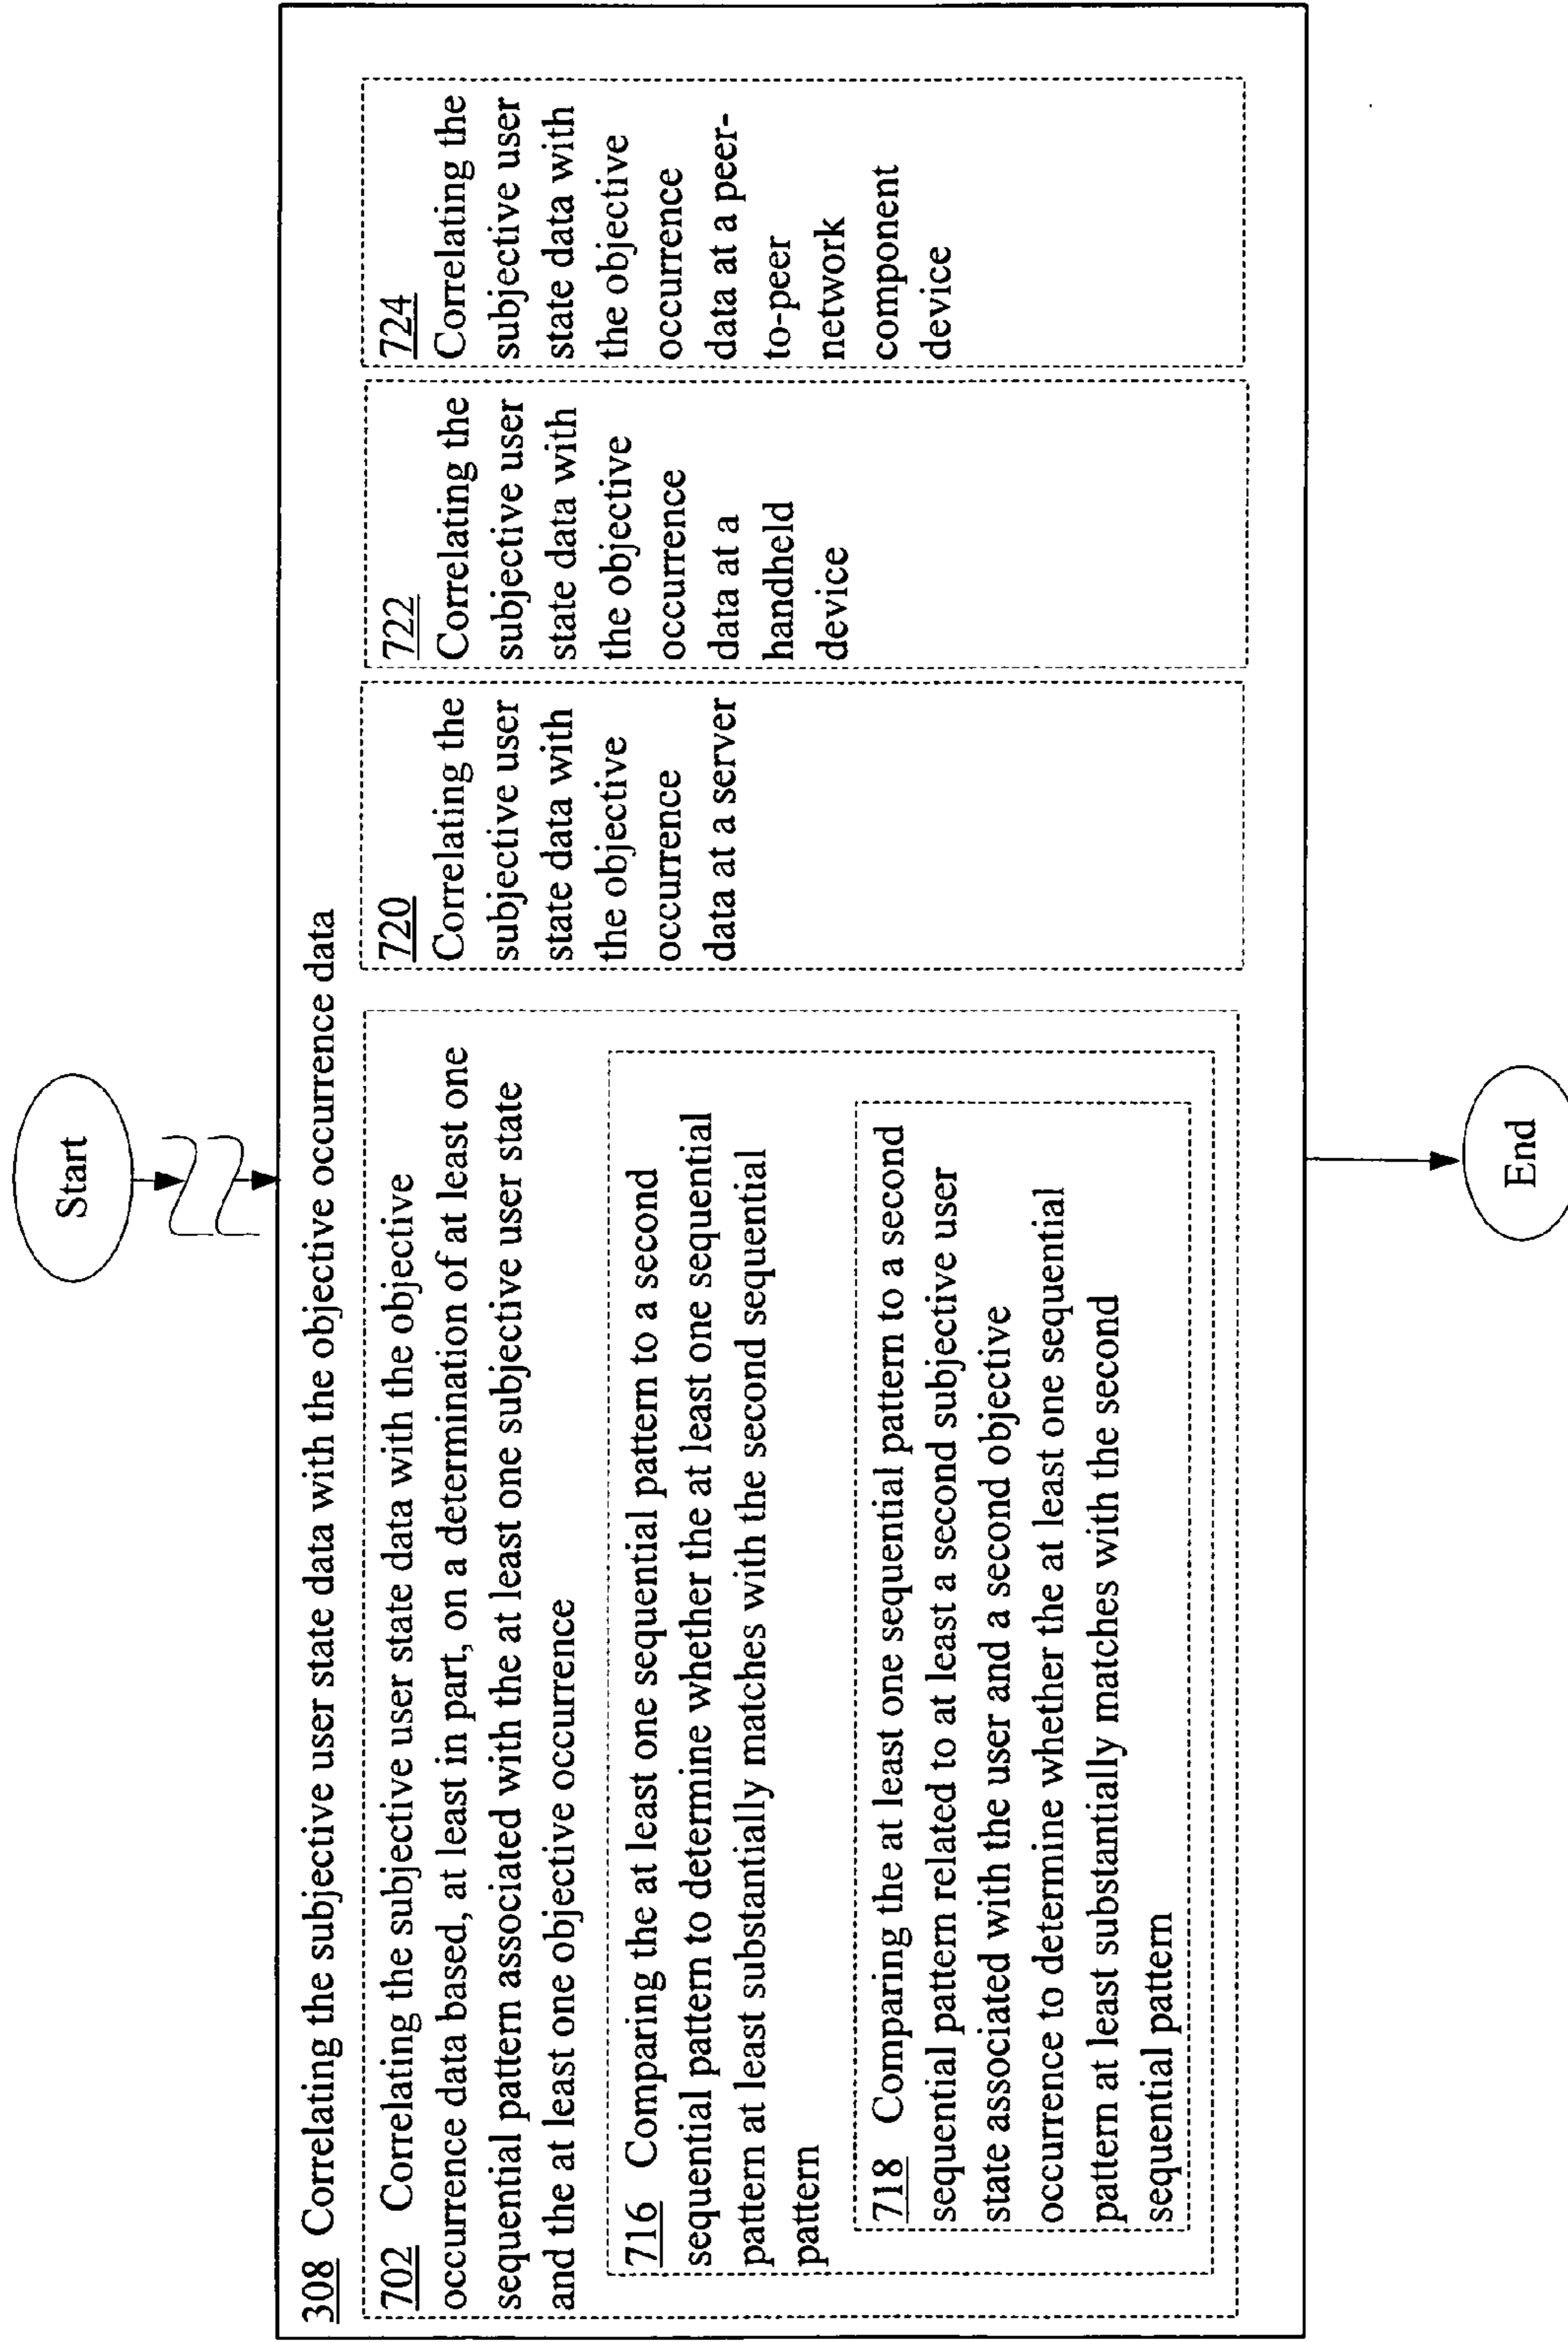 Start
308 Correlating the subjective user state data with the objective occurrence data
702 Correlating the subjective user state data with the objective
occurrence data based, at least in part, on a determination of at least one
sequential pattern associated with the at least one subjective user state
and the at least one objective occurrence
716 Comparing the at least one sequential pattern to a second
sequential pattern to determine whether the at least one sequential
pattern at least substantially matches with the second sequential
pattern
718 Comparing the at least one sequential pattern to a second
sequential pattern related to at least a second subjective user
state associated with the user and a second objective
occurrence to determine whether the at least one sequential
pattern at least substantially matches with the second
sequential pattern
720
Correlating the
subjective user
state data with
the objective
occurrence
data at a server
722
Correlating the
subjective user
state data with
the objective
occurrence
data at a
handheld
device
724
Correlating the
subjective user
state data with
the objective
occurrence
data at a peer-
to-peer
network
component
device
End